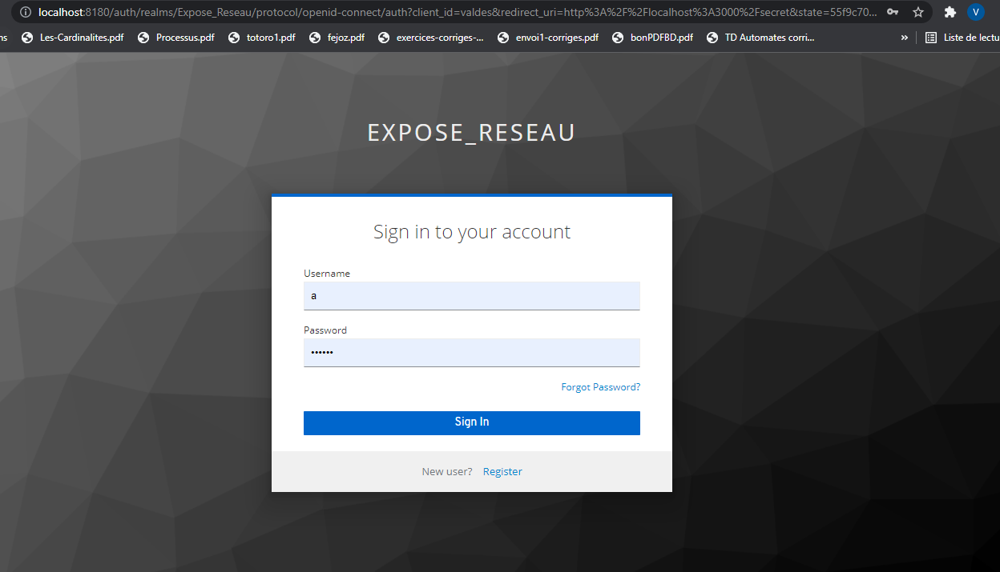 localhost:8180/auth/realms/Expose_Reseau/protocol/openid-connect/auth?client_id=valdes&redirect_uri=http%3A%2F%2Flocalhost%3A3000%2Fsecret&state=55f9c70... V
ns Les-Cardinalites.pdf Processus.pdf totoro1.pdf fejoz.pdf exercices-corriges-... envoi1-corriges.pdf bonPDFBD.pdf TD Automates corri... » Liste de lectu
EXPOSE_RESEAU
Sign in to your account
Username
a
Password
••••••
Forgot Password?
Sign In
New user? Register